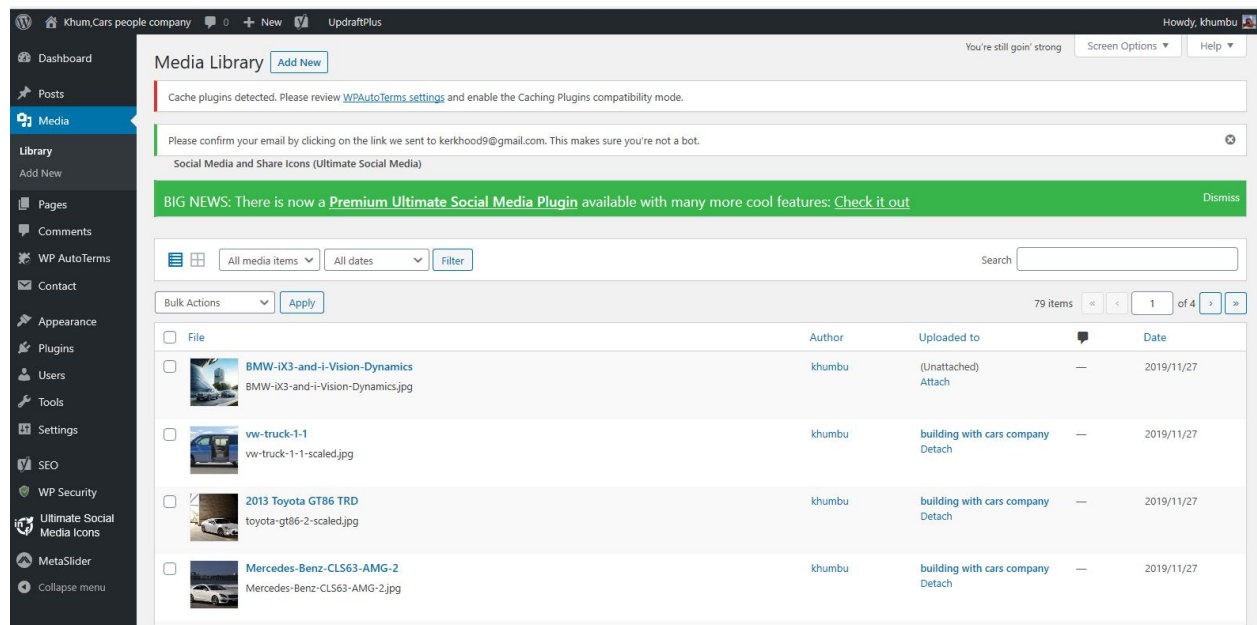 Khum,Cars people company 0 + New UpdraftPlus Howdy, khumbu
Dashboard
Posts
Media
Library
Add New
Pages
Comments
WP AutoTerms
Contact
Appearance
Plugins
Users
Tools
Settings
SEO
WP Security
Ultimate Social
Media Icons
MetaSlider
Collapse menu
You're still goin' strong Screen Options Help
Media Library Add New
Cache plugins detected. Please review WPAutoTerms settings and enable the Caching Plugins compatibility mode.
Please confirm your email by clicking on the link we sent to kerkhood9@gmail.com. This makes sure you're not a bot.
Social Media and Share Icons (Ultimate Social Media)
BIG NEWS: There is now a Premium Ultimate Social Media Plugin available with many more cool features: Check it out Dismiss
All media items All dates Filter Search
Bulk Actions Apply 79 items « ‹ 1 of 4 › »
File Author Uploaded to Date
BMW-iX3-and-i-Vision-Dynamics khumbu (Unattached) — 2019/11/27
BMW-iX3-and-i-Vision-Dynamics.jpg Attach
vw-truck-1-1 khumbu building with cars company — 2019/11/27
vw-truck-1-1-scaled.jpg Detach
2013 Toyota GT86 TRD khumbu building with cars company — 2019/11/27
toyota-gt86-2-scaled.jpg Detach
Mercedes-Benz-CLS63-AMG-2 khumbu building with cars company — 2019/11/27
Mercedes-Benz-CLS63-AMG-2.jpg Detach